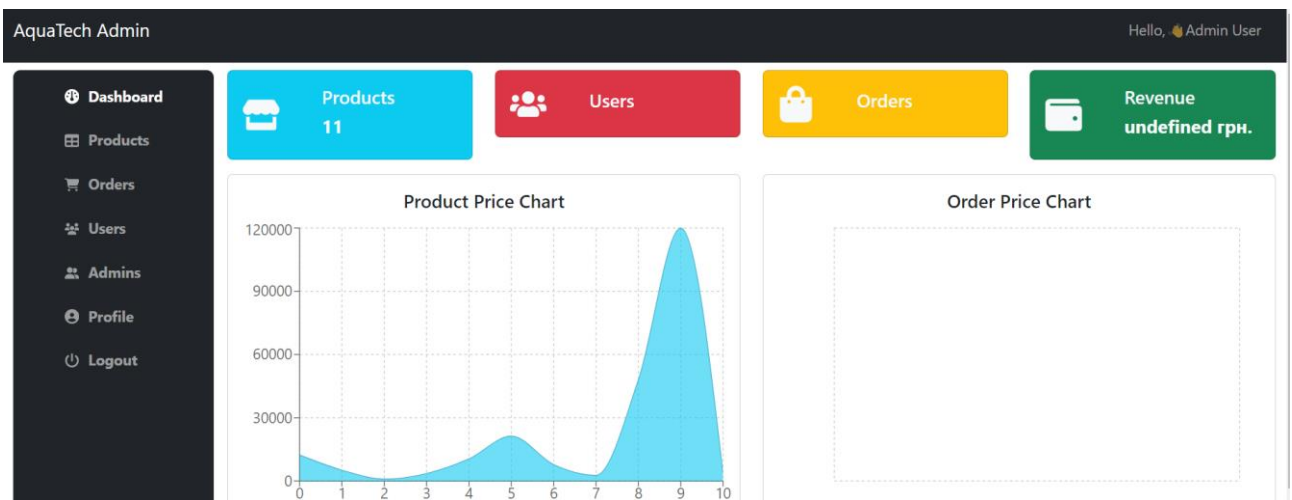 AquaTech Admin
Hello, 👋 Admin User
Dashboard
Products
Orders
Users
Admins
Profile
Logout
Products
11
Users
Orders
Revenue
undefined грн.
Product Price Chart
120000
90000
60000
30000
0
0 1 2 3 4 5 6 7 8 9 10
Order Price Chart